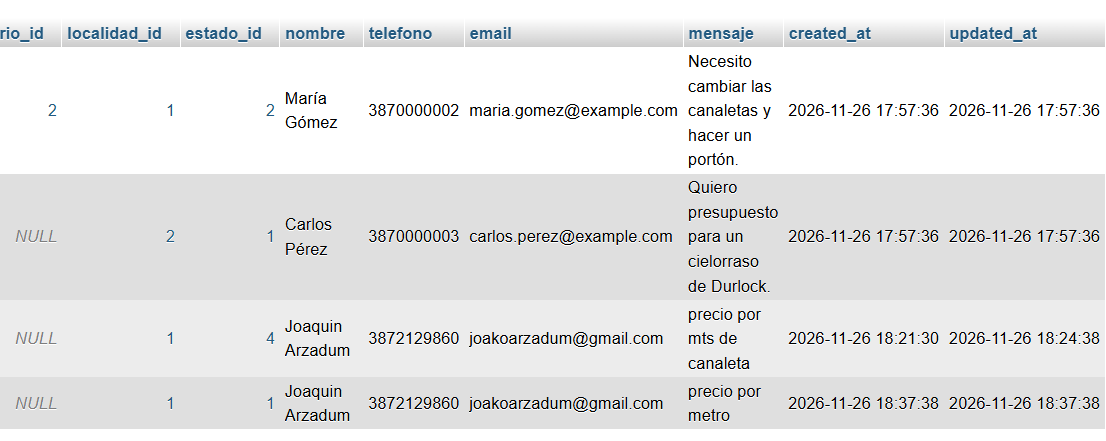 rio_id localidad_id estado_id nombre telefono email mensaje created_at updated_at
2 1 2 María Gómez 3870000002 maria.gomez@example.com Necesito cambiar las canaletas y hacer un portón. 2026-11-26 17:57:36 2026-11-26 17:57:36
NULL 2 1 Carlos Pérez 3870000003 carlos.perez@example.com Quiero presupuesto para un cielorraso de Durlock. 2026-11-26 17:57:36 2026-11-26 17:57:36
NULL 1 4 Joaquin Arzadum 3872129860 joakoarzadum@gmail.com precio por mts de canaleta 2026-11-26 18:21:30 2026-11-26 18:24:38
NULL 1 1 Joaquin Arzadum 3872129860 joakoarzadum@gmail.com precio por metro 2026-11-26 18:37:38 2026-11-26 18:37:38